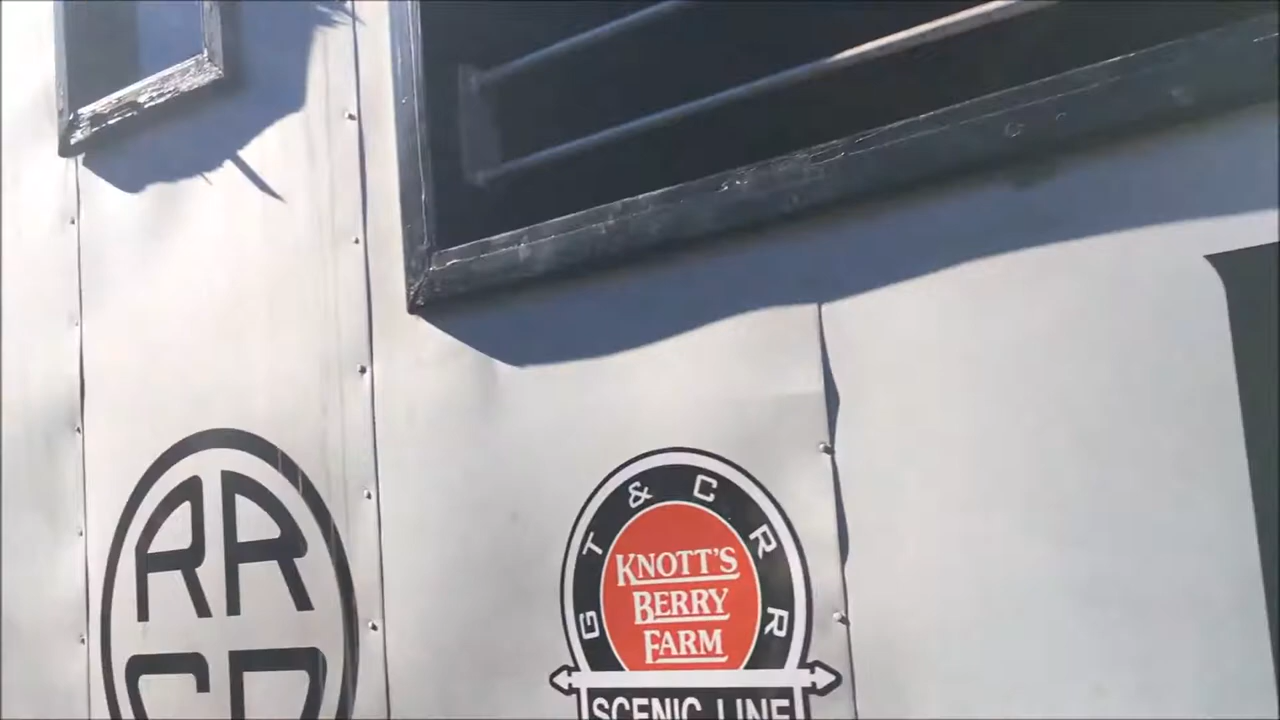 RR
GT & CRR
KNOTT'S
BERRY
FARM
SCENIC LINE